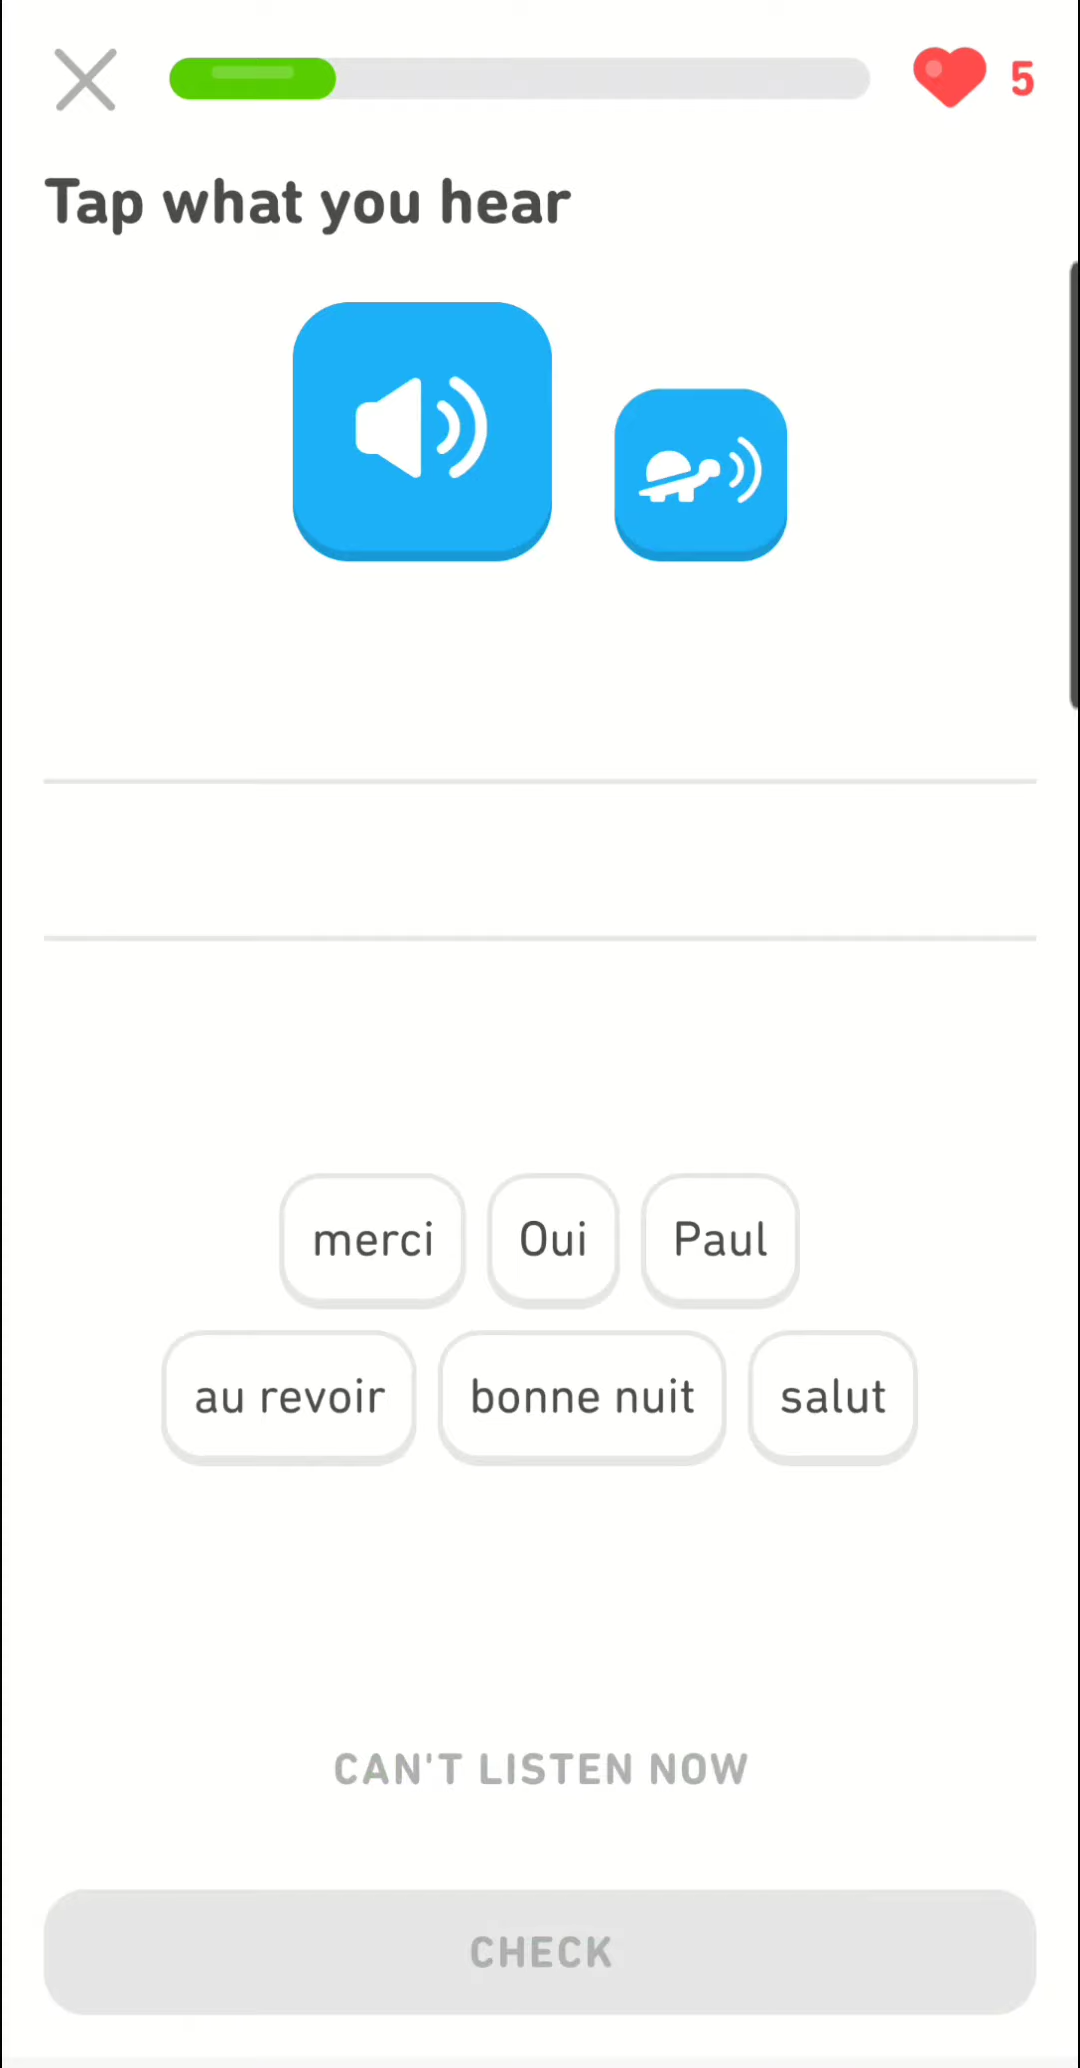 5
Tap what you hear
merci Oui Paul
au revoir bonne nuit salut
CAN'T LISTEN NOW
CHECK